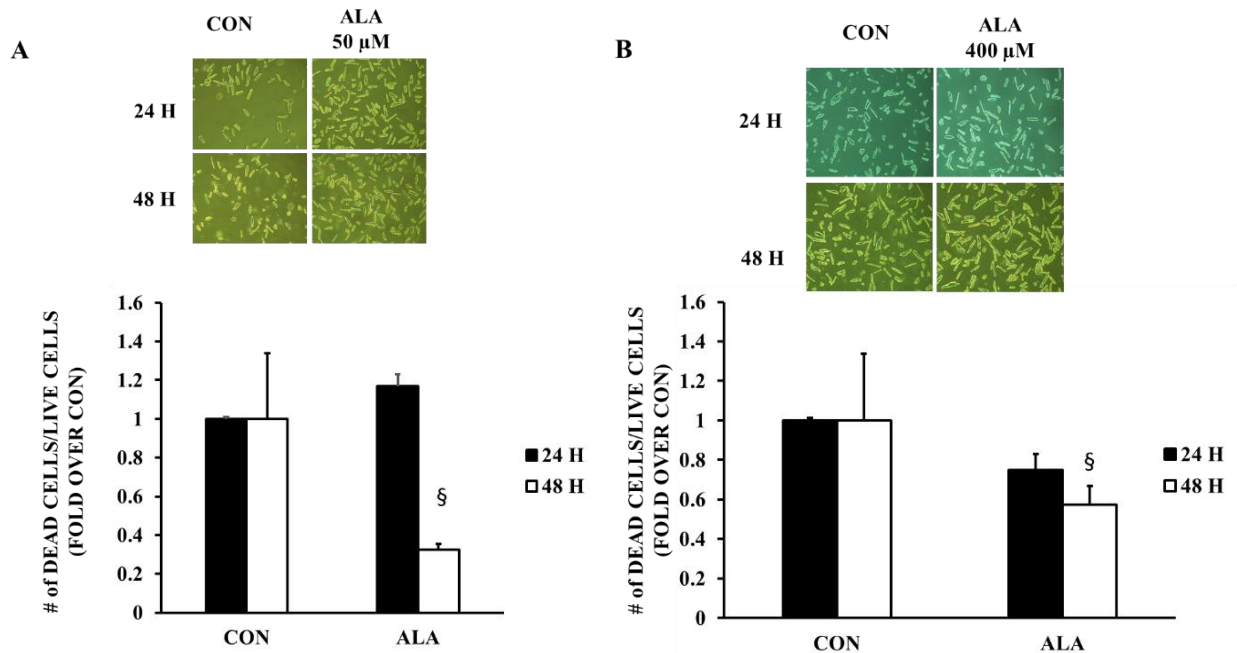 A
CON
ALA
50 µM
24 H
48 H
# of DEAD CELLS/LIVE CELLS
(FOLD OVER CON)
1.6
1.4
1.2
1
0.8
0.6
0.4
0.2
0
§
24 H
48 H
CON
ALA
B
CON
ALA
400 µM
24 H
48 H
# of DEAD CELLS/LIVE CELLS
(FOLD OVER CON)
1.6
1.4
1.2
1
0.8
0.6
0.4
0.2
0
§
24 H
48 H
CON
ALA